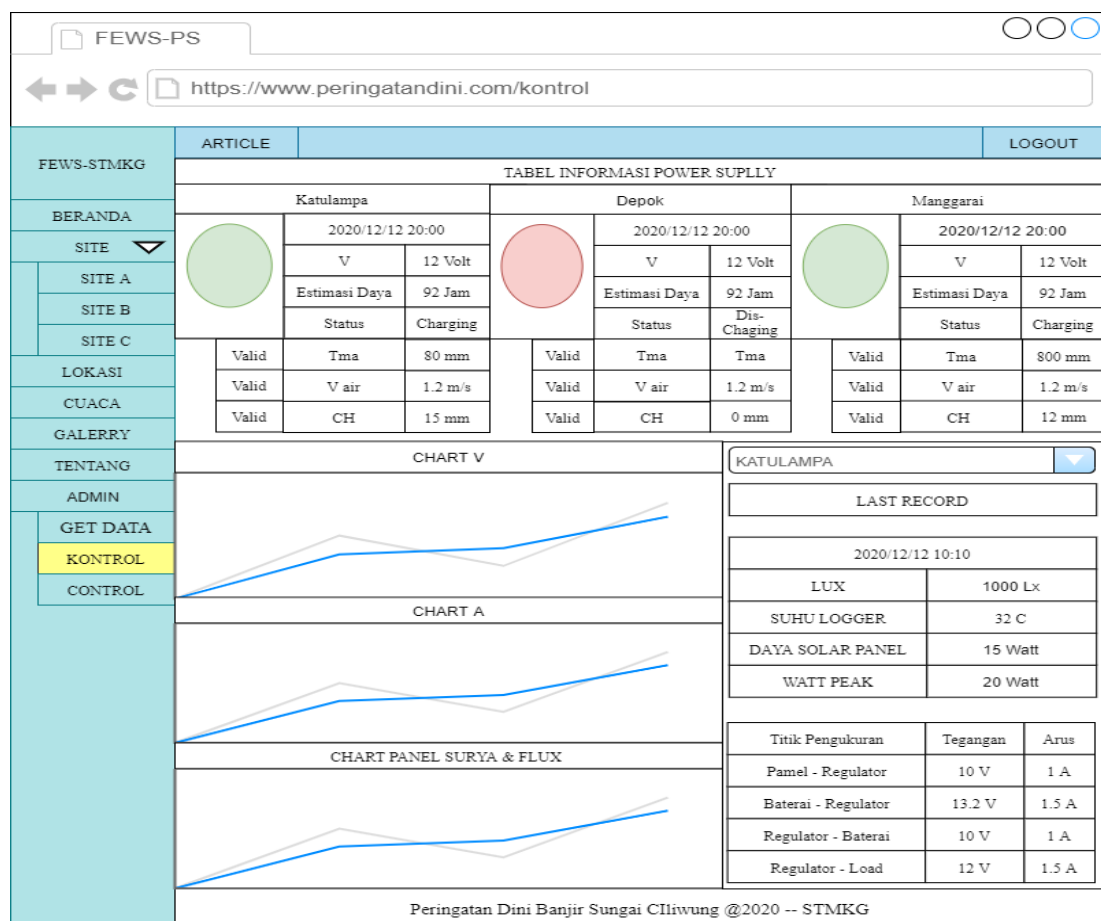 FEWS-PS
https://www.peringatandini.com/kontrol
FEWS-STMKG
BERANDA
SITE
SITE A
SITE B
SITE C
LOKASI
CUACA
GALERRY
TENTANG
ADMIN
GET DATA
KONTROL
CONTROL
ARTICLE
LOGOUT
TABEL INFORMASI POWER SUPLLY
Katulampa
2020/12/12 20:00
V 12 Volt
Estimasi Daya 92 Jam
Status Charging
Valid Tma 80 mm
Valid V air 1.2 m/s
Valid CH 15 mm
Depok
2020/12/12 20:00
V 12 Volt
Estimasi Daya 92 Jam
Status Dis-
Chaging
Valid Tma Tma
Valid V air 1.2 m/s
Valid CH 0 mm
Manggarai
2020/12/12 20:00
V 12 Volt
Estimasi Daya 92 Jam
Status Charging
Valid Tma 800 mm
Valid V air 1.2 m/s
Valid CH 12 mm
CHART V
CHART A
CHART PANEL SURYA & FLUX
KATULAMPA
LAST RECORD
2020/12/12 10:10
LUX 1000 Lx
SUHU LOGGER 32 C
DAYA SOLAR PANEL 15 Watt
WATT PEAK 20 Watt
Titik Pengukuran Tegangan Arus
Pamel - Regulator 10 V 1 A
Baterai - Regulator 13.2 V 1.5 A
Regulator - Baterai 10 V 1 A
Regulator - Load 12 V 1.5 A
Peringatan Dini Banjir Sungai CIliwung @2020 -- STMKG